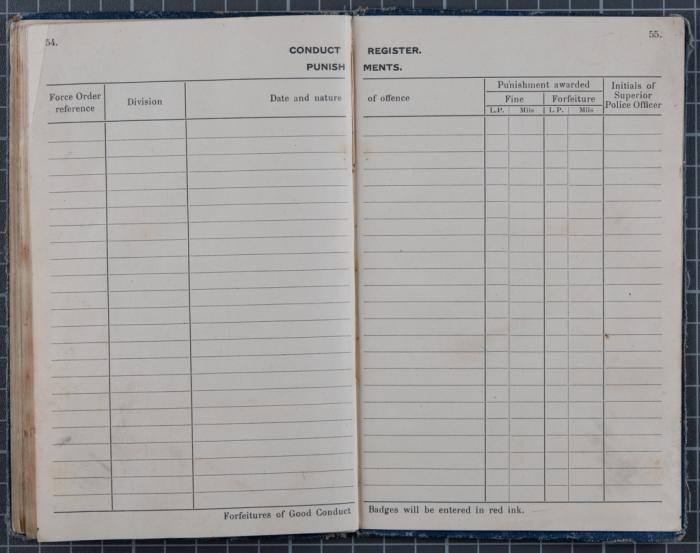 54.
55.
CONDUCT REGISTER.
PUNISHMENTS.
Force Order reference
Division
Date and nature of offence
Punishment awarded
Fine
Forfeiture
L.P. Mils L.P. Mils
Initials of Superior Police Officer
Forfeitures of Good Conduct Badges will be entered in red ink.